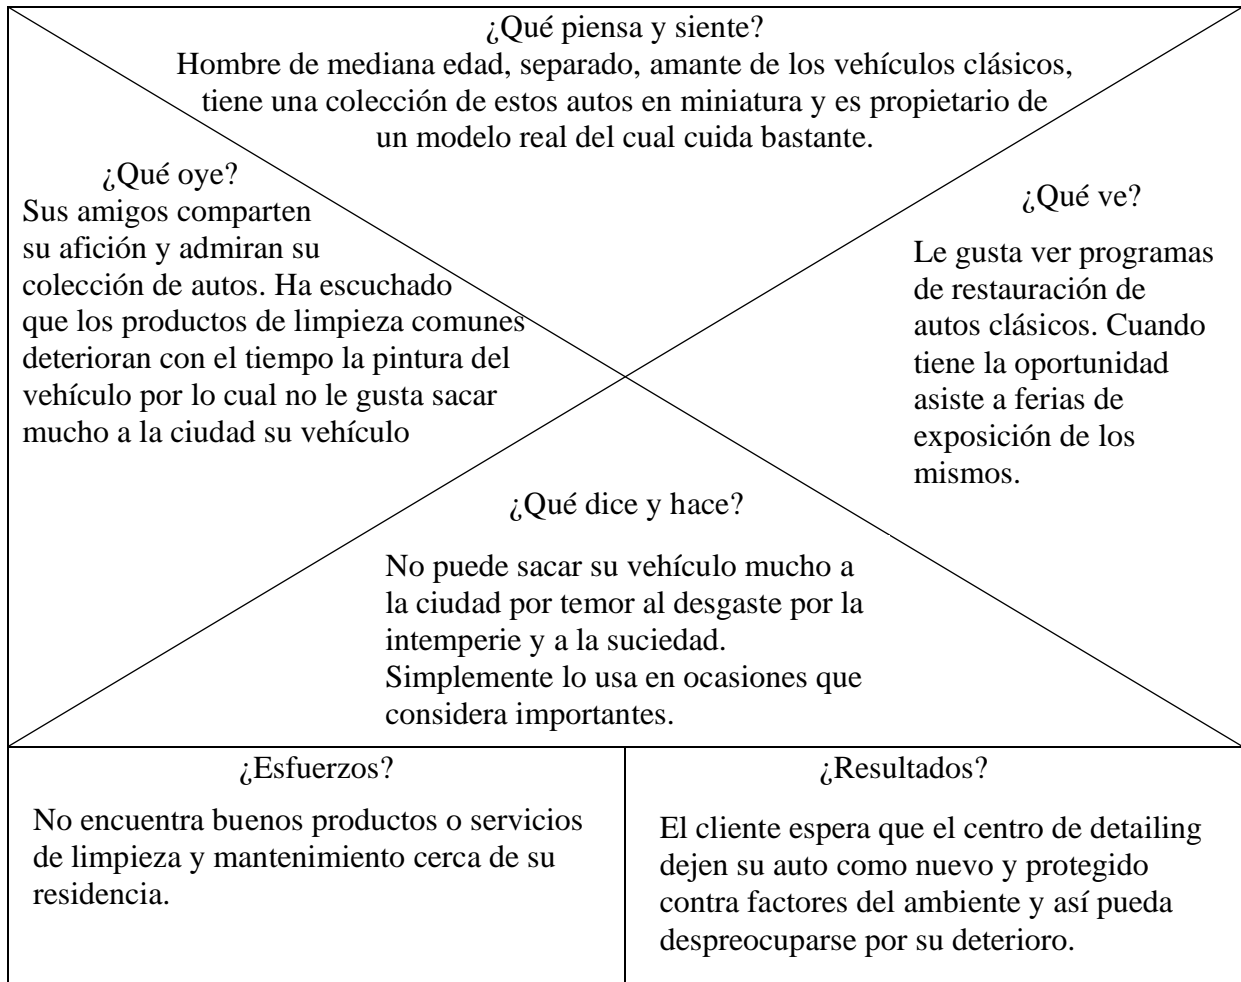 ¿Qué piensa y siente?
Hombre de mediana edad, separado, amante de los vehículos clásicos,
tiene una colección de estos autos en miniatura y es propietario de
un modelo real del cual cuida bastante.
¿Qué oye?
Sus amigos comparten
su afición y admiran su
colección de autos. Ha escuchado
que los productos de limpieza comunes
deterioran con el tiempo la pintura del
vehículo por lo cual no le gusta sacar
mucho a la ciudad su vehículo
¿Qué ve?
Le gusta ver programas
de restauración de
autos clásicos. Cuando
tiene la oportunidad
asiste a ferias de
exposición de los
mismos.
¿Qué dice y hace?
No puede sacar su vehículo mucho a
la ciudad por temor al desgaste por la
intemperie y a la suciedad.
Simplemente lo usa en ocasiones que
considera importantes.
¿Esfuerzos?
No encuentra buenos productos o servicios
de limpieza y mantenimiento cerca de su
residencia.
¿Resultados?
El cliente espera que el centro de detailing
dejen su auto como nuevo y protegido
contra factores del ambiente y así pueda
despreocuparse por su deterioro.